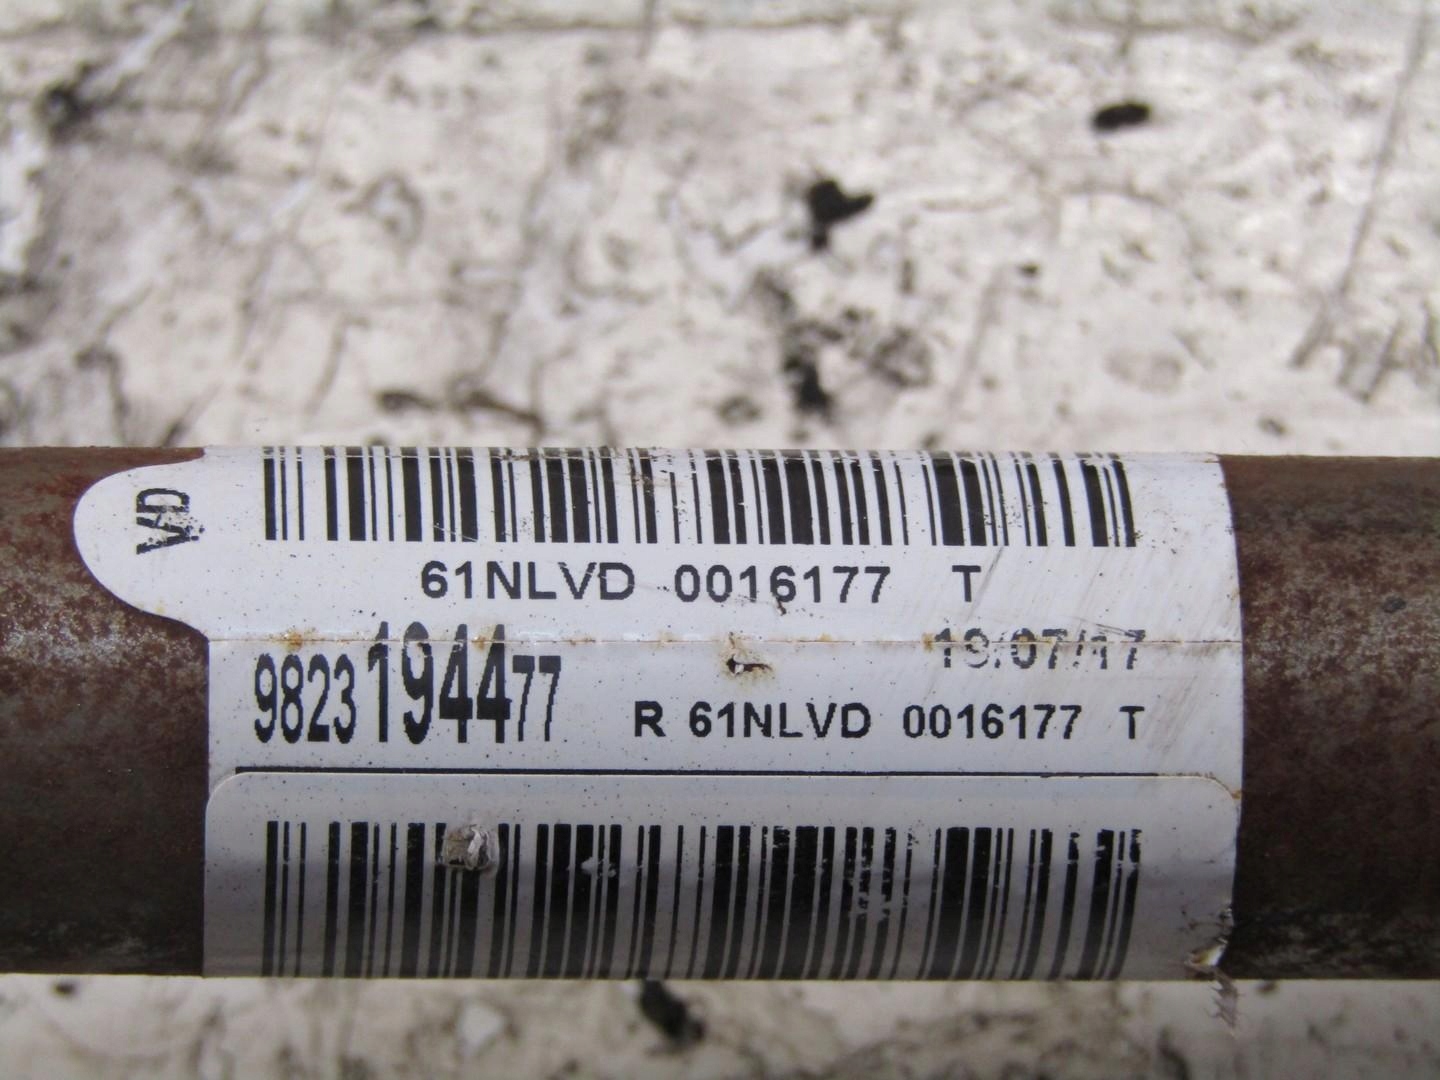 VD
61NLVD 0016177 T
19/07/17
9823194477
R 61NLVD 0016177 T